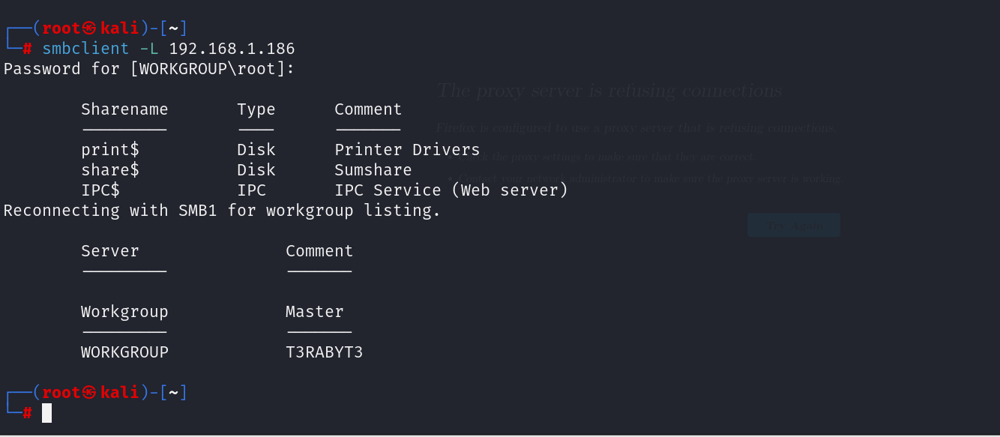 ┌──(root㉿kali)-[~]
└─# smbclient -L 192.168.1.186
Password for [WORKGROUP\root]:
Sharename Type Comment
--------- ---- -------
print$ Disk Printer Drivers
share$ Disk Sumshare
IPC$ IPC IPC Service (Web server)
Reconnecting with SMB1 for workgroup listing.
Server Comment
--------- -------
Workgroup Master
--------- -------
WORKGROUP T3RABYT3
┌──(root㉿kali)-[~]
└─#
The proxy server is refusing connections
Firefox is configured to use a proxy server that is refusing connections.
• Check the proxy settings to make sure that they are correct.
• Contact your network administrator to make sure the proxy server is working
Try Again